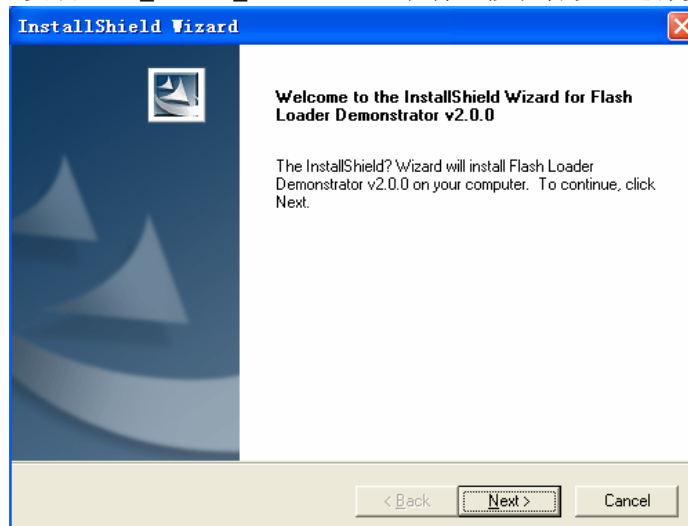 InstallShield Wizard
Welcome to the InstallShield Wizard for Flash
Loader Demonstrator v2.0.0
The InstallShield? Wizard will install Flash Loader
Demonstrator v2.0.0 on your computer. To continue, click
Next.
< Back
Next >
Cancel